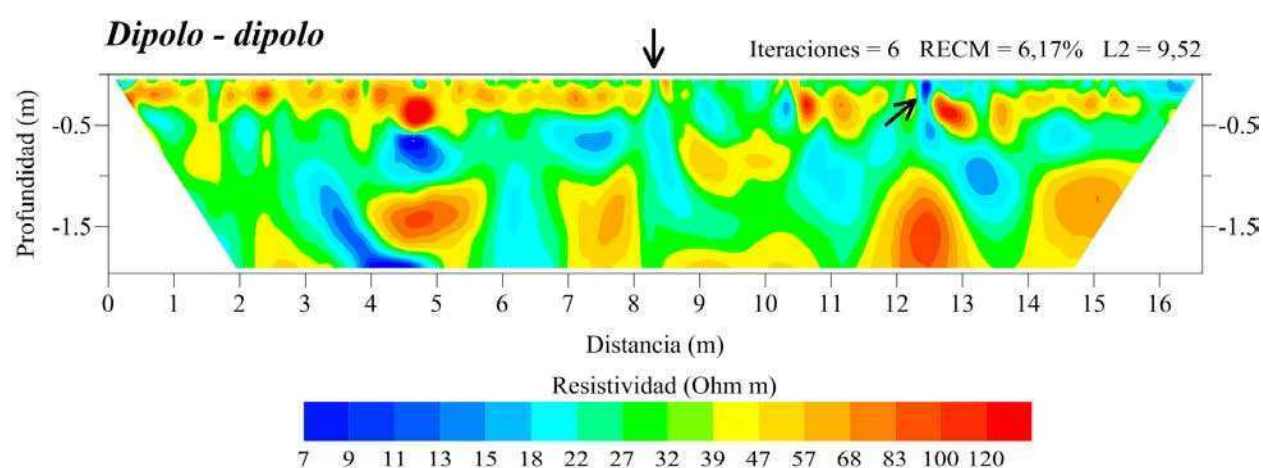 Dipolo - dipolo
Iteraciones = 6 RECM = 6,17% L2 = 9,52
Profundidad (m)
-0.5
-1.5
-0.5
-1.5
0 1 2 3 4 5 6 7 8 9 10 11 12 13 14 15 16
Distancia (m)
Resistividad (Ohm m)
7 9 11 13 15 18 22 27 32 39 47 57 68 83 100 120